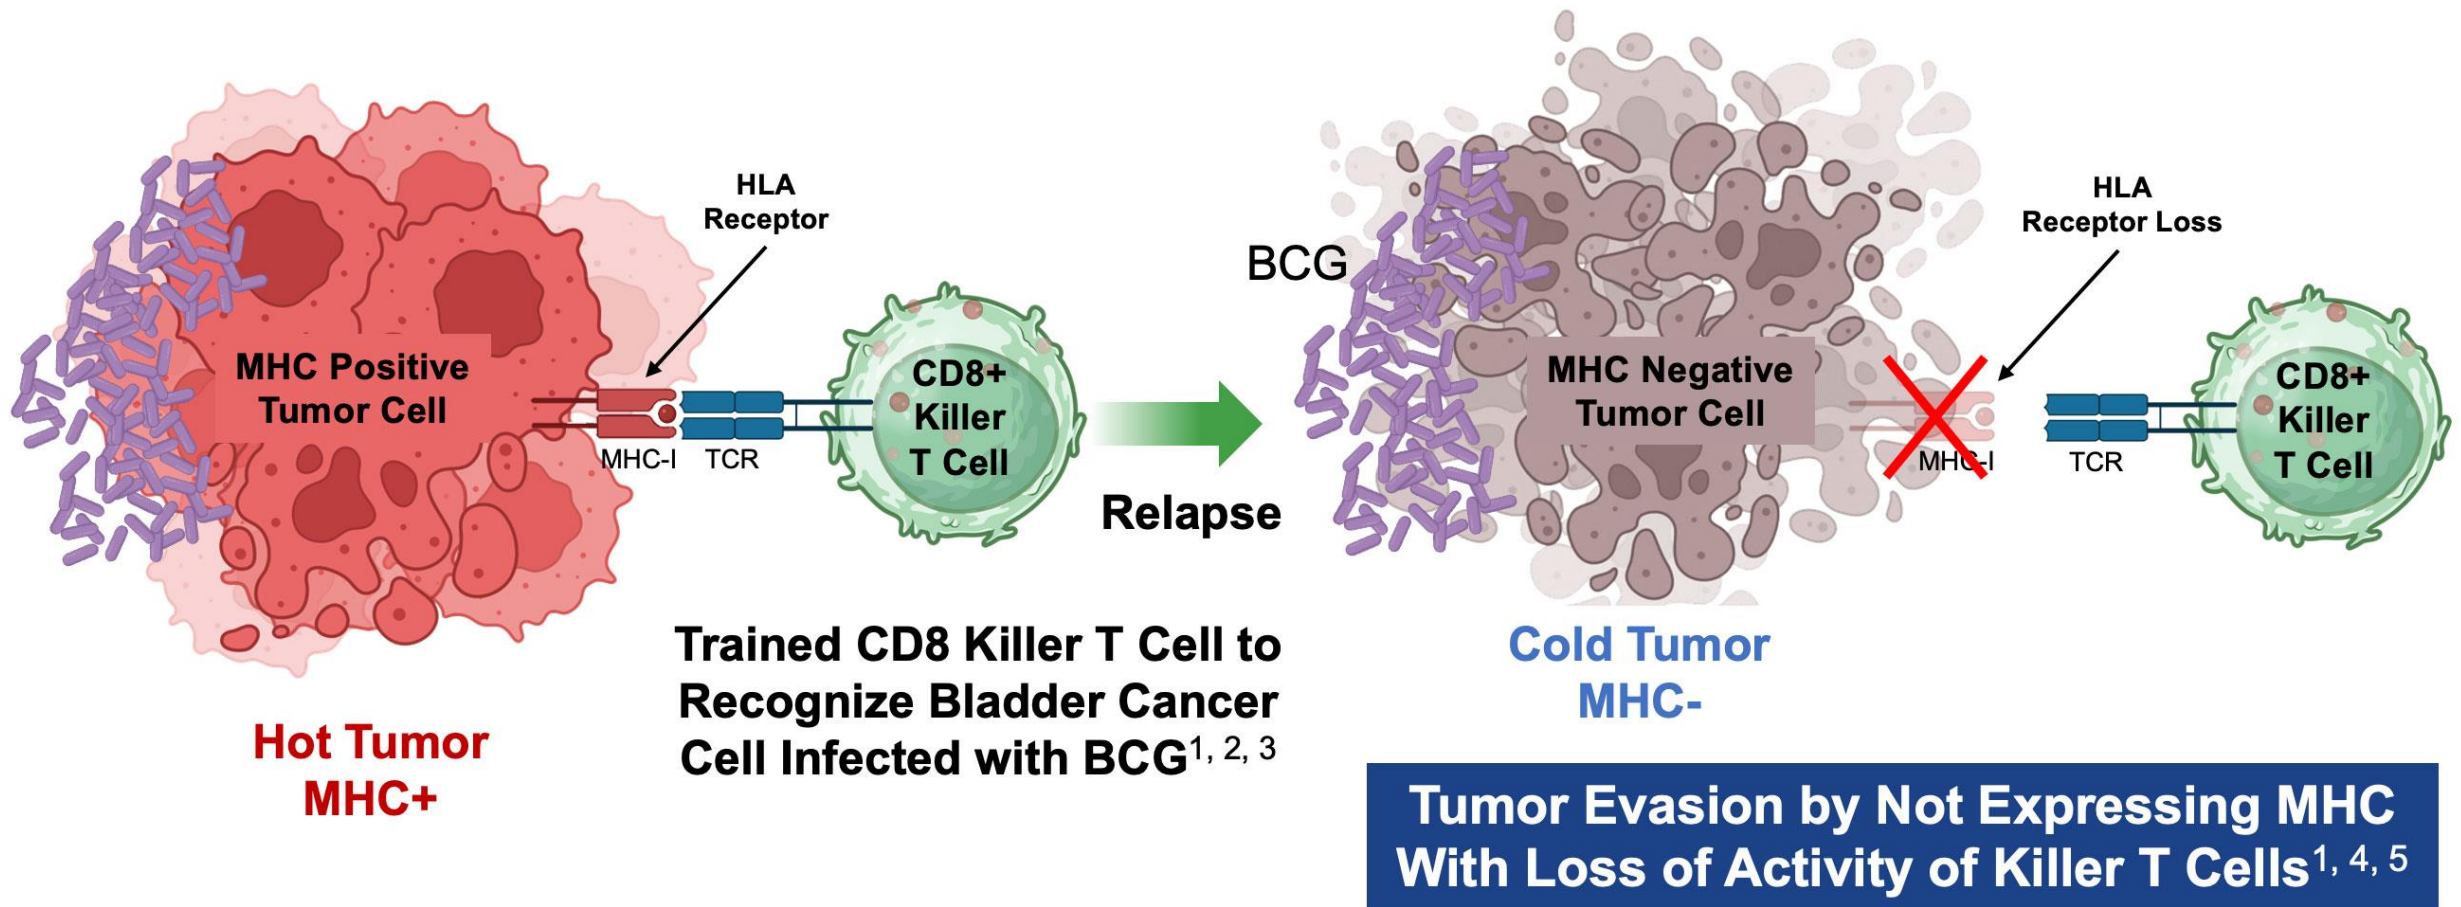 HLA
Receptor
MHC Positive
Tumor Cell
MHC-I
TCR
CD8+
Killer
T Cell
Hot Tumor
MHC+
Relapse
Trained CD8 Killer T Cell to
Recognize Bladder Cancer
Cell Infected with BCG1, 2, 3
BCG
HLA
Receptor Loss
MHC Negative
Tumor Cell
MHC-I
TCR
CD8+
Killer
T Cell
Cold Tumor
MHC-
Tumor Evasion by Not Expressing MHC
With Loss of Activity of Killer T Cells1, 4, 5